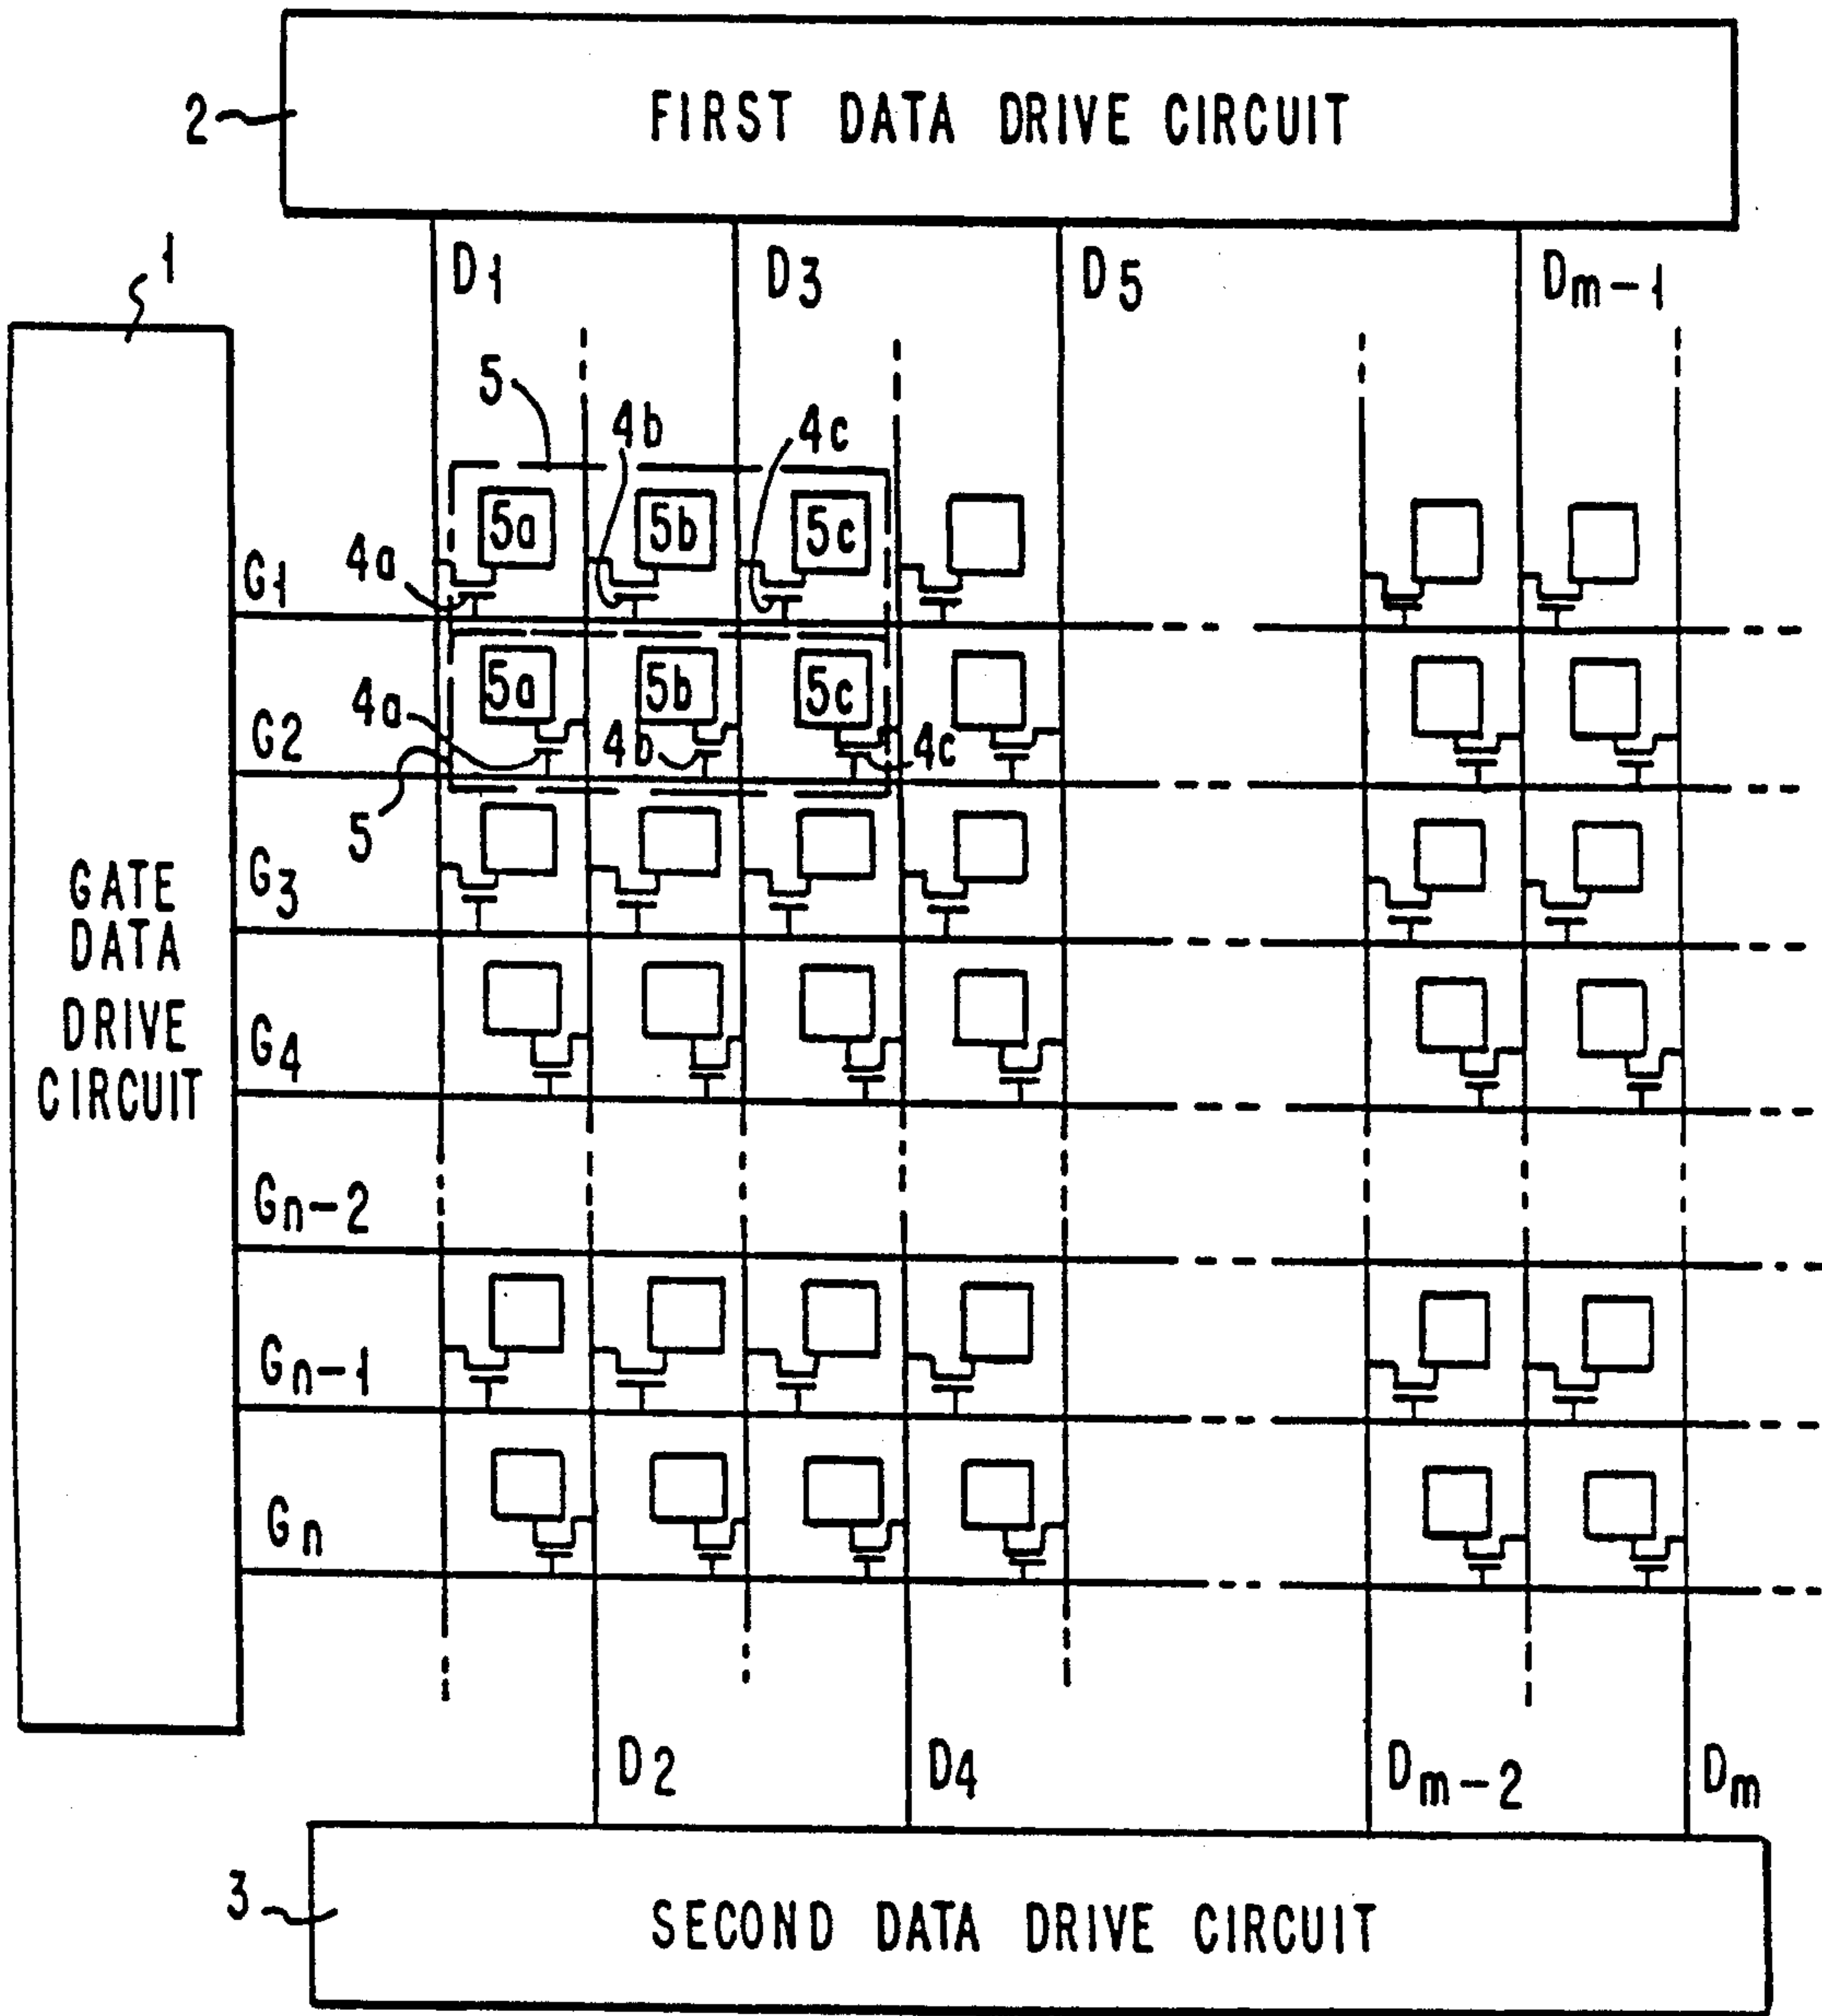 2
FIRST DATA DRIVE CIRCUIT
1
D1
D3
D5
Dm-1
5
4b
4c
5a
5b
5c
4a
G1
5a
5b
5c
4a
G2
4b
4c
5
G3
GATE
DATA
DRIVE
CIRCUIT
G4
Gn-2
Gn-1
Gn
D2
D4
Dm-2
Dm
3
SECOND DATA DRIVE CIRCUIT